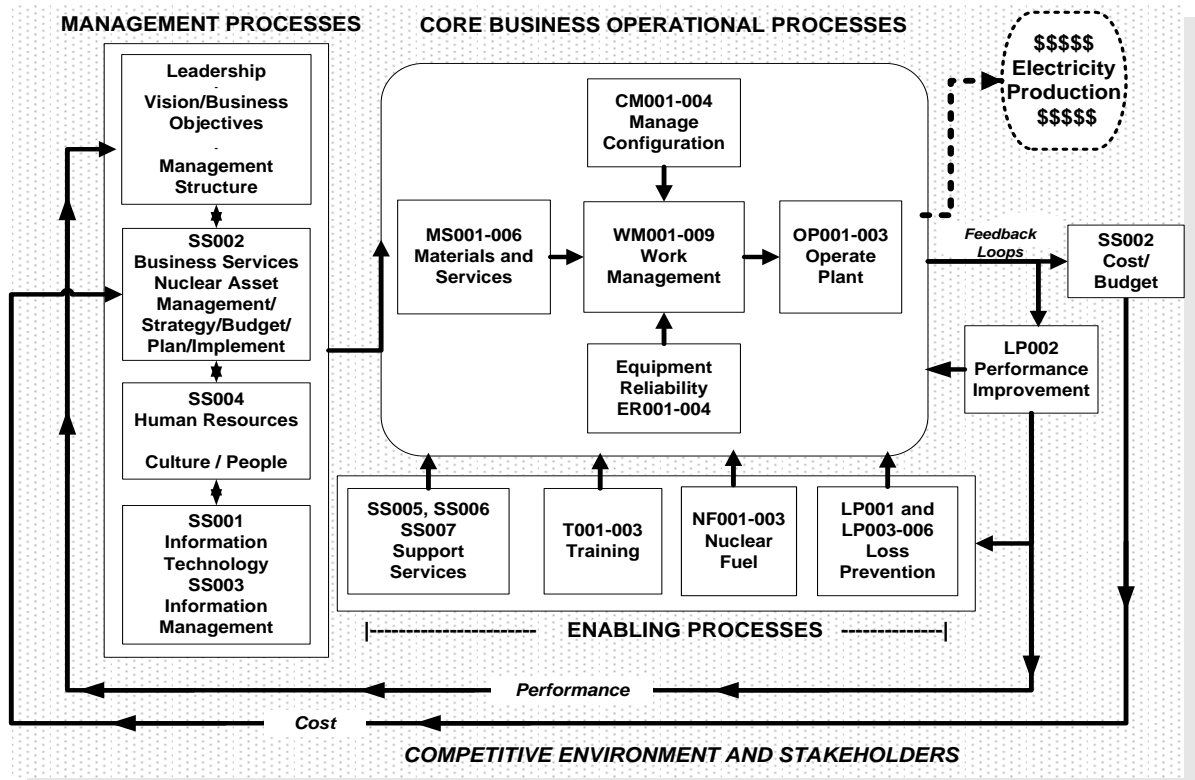 MANAGEMENT PROCESSES
CORE BUSINESS OPERATIONAL PROCESSES
Leadership
.
Vision/Business
Objectives
.
Management
Structure
SS002
Business Services
Nuclear Asset
Management/
Strategy/Budget/
Plan/Implement
SS004
Human Resources
Culture / People
SS001
Information
Technology
SS003
Information
Management
CM001-004
Manage
Configuration
MS001-006
Materials and
Services
WM001-009
Work
Management
OP001-003
Operate
Plant
Equipment
Reliability
ER001-004
$$$$$
Electricity
Production
$$$$$
Feedback
Loops
SS002
Cost/
Budget
LP002
Performance
Improvement
SS005, SS006
SS007
Support
Services
T001-003
Training
NF001-003
Nuclear
Fuel
LP001 and
LP003-006
Loss
Prevention
|---------------------- ENABLING PROCESSES -------------|
Performance
Cost
COMPETITIVE ENVIRONMENT AND STAKEHOLDERS